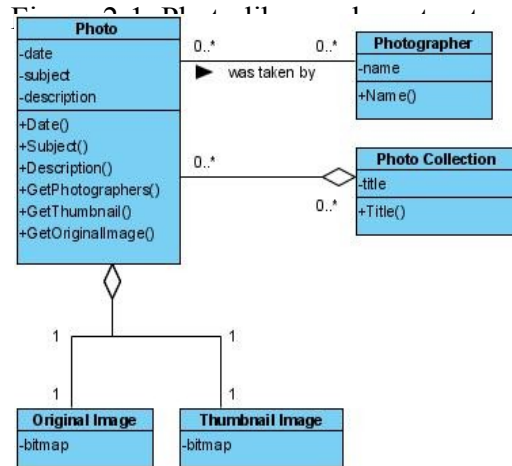 Photo
-date
-subject
-description
+Date()
+Subject()
+Description()
+GetPhotographers()
+GetThumbnail()
+GetOriginalImage()
0..*
0..*
was taken by
Photographer
-name
+Name()
0..*
0..*
Photo Collection
-title
+Title()
1
1
1
1
Original Image
-bitmap
Thumbnail Image
-bitmap